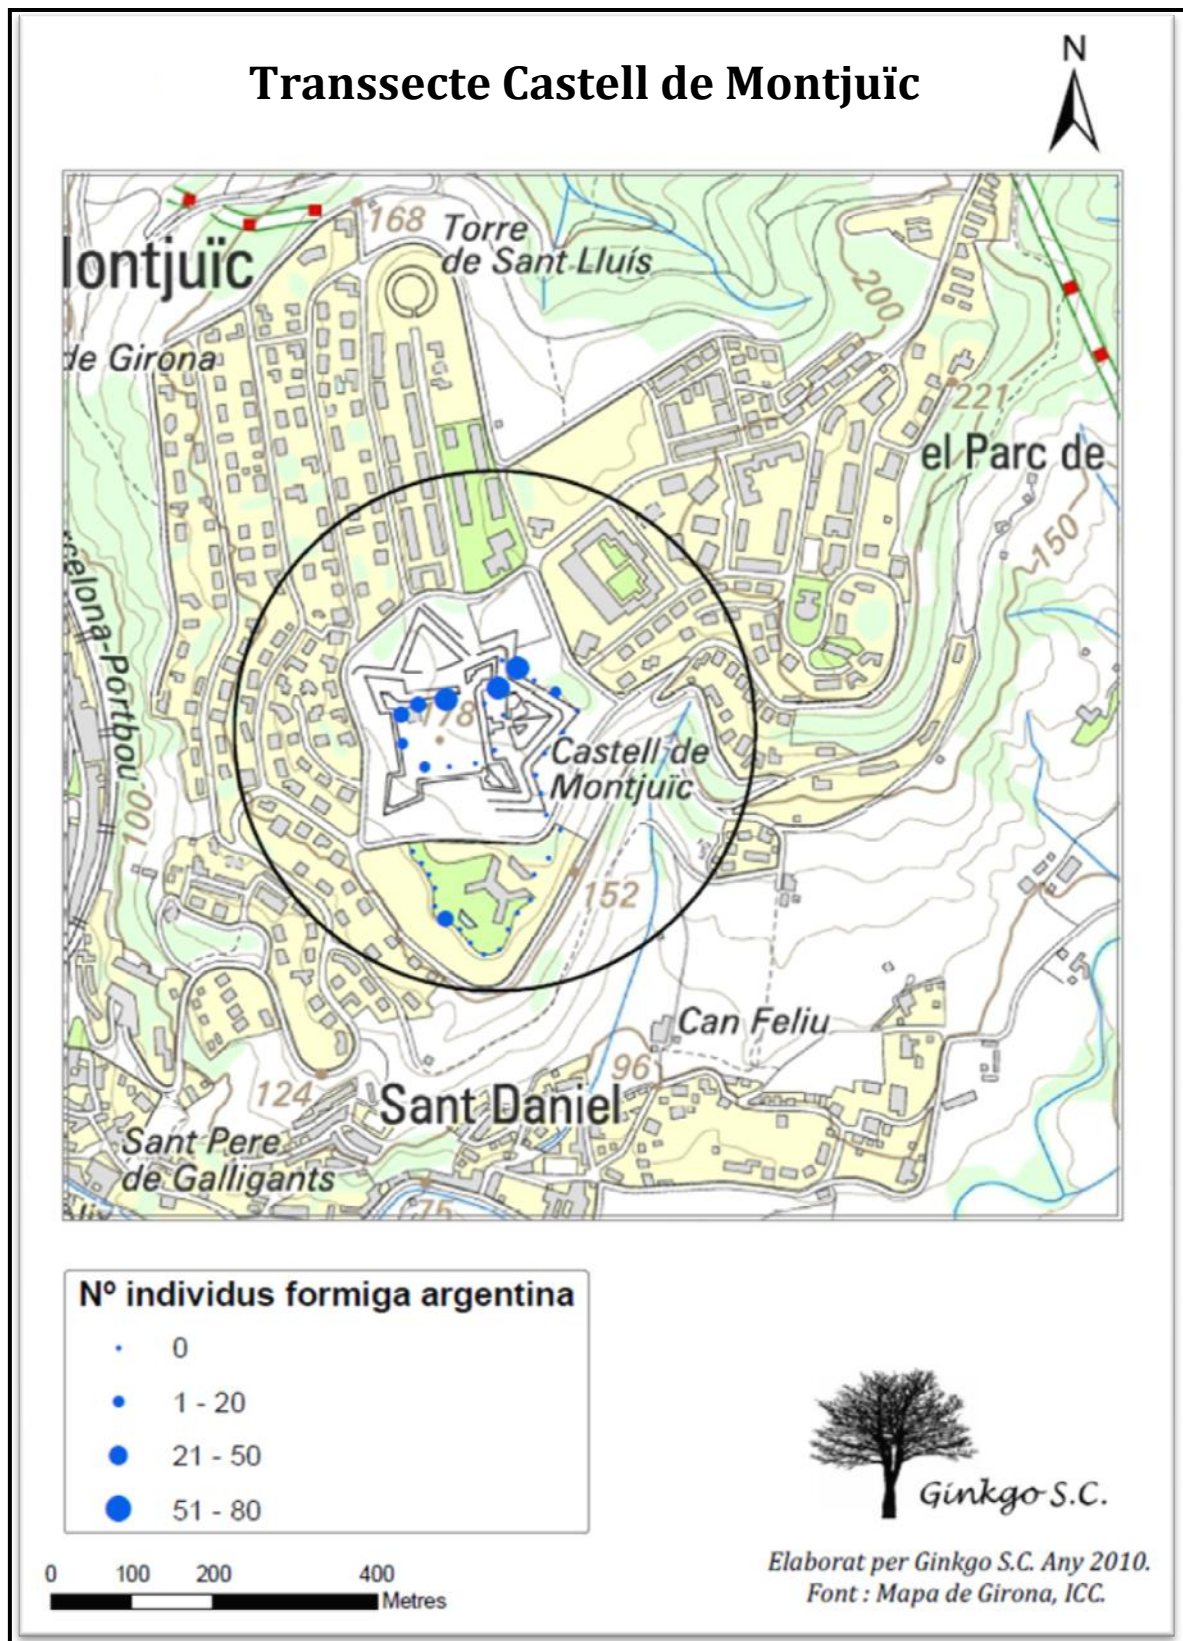 Transsecte Castell de Montjuïc
N
168
Torre
de Sant Lluís
lontjuïc
de Girona
200
221
el Parc de
150
rcelona-Portbou
100
178
Castell de
Montjuïc
152
Can Feliu
96
124
Sant Daniel
Sant Pere
de Galligants
75
Nº individus formiga argentina
0
1 - 20
21 - 50
51 - 80
Ginkgo S.C.
0 100 200 400
Metres
Elaborat per Ginkgo S.C. Any 2010.
Font : Mapa de Girona, ICC.